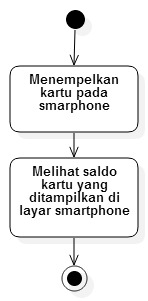 Menempelkan
kartu pada
smarphone
Melihat saldo
kartu yang
ditampilkan di
layar smartphone